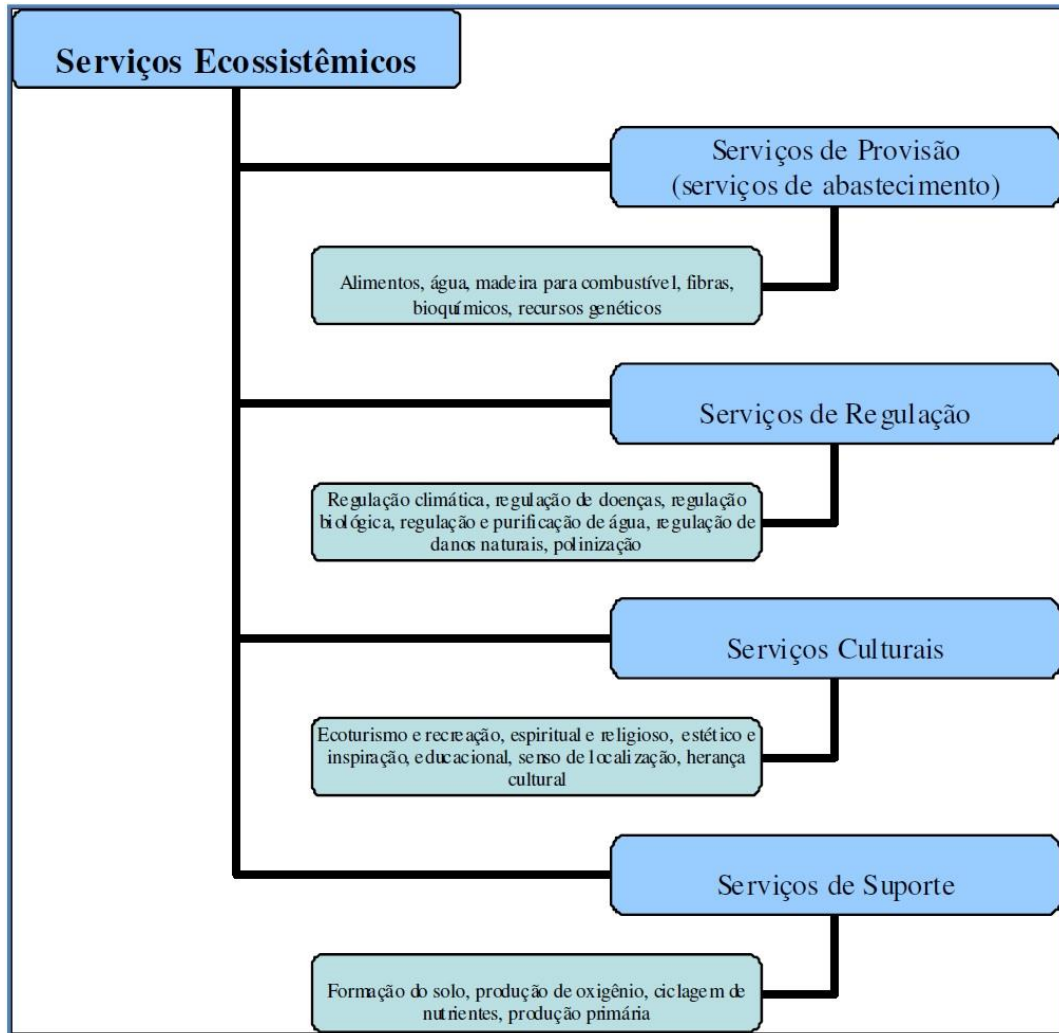 Serviços Ecossistêmicos
Serviços de Provisão
(serviços de abastecimento)
Alimentos, água, madeira para combustível, fibras,
bioquímicos, recursos genéticos
Serviços de Regulação
Regulação climática, regulação de doenças, regulação
biológica, regulação e purificação de água, regulação de
danos naturais, polinização
Serviços Culturais
Ecoturismo e recreação, espiritual e religioso, estético e
inspiração, educacional, senso de localização, herança
cultural
Serviços de Suporte
Formação do solo, produção de oxigênio, ciclagem de
nutrientes, produção primária